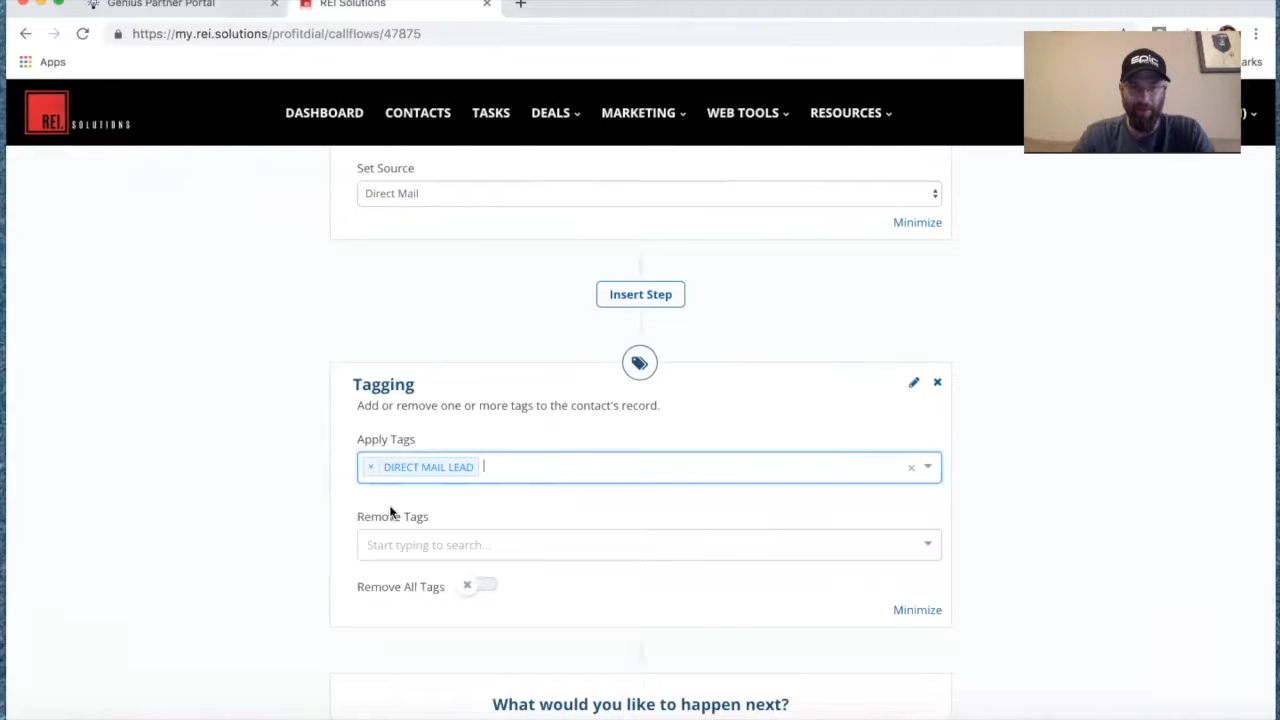 Genius Partner Portal
REI Solutions
https://my.rei.solutions/profitdial/callflows/47875
Apps
REI.
SOLUTIONS
DASHBOARD
CONTACTS
TASKS
DEALS
MARKETING
WEB TOOLS
RESOURCES
EPIC
Set Source
Direct Mail
Minimize
Insert Step
Tagging
Add or remove one or more tags to the contact's record.
Apply Tags
× DIRECT MAIL LEAD
Remove Tags
Start typing to search...
Remove All Tags
Minimize
What would you like to happen next?